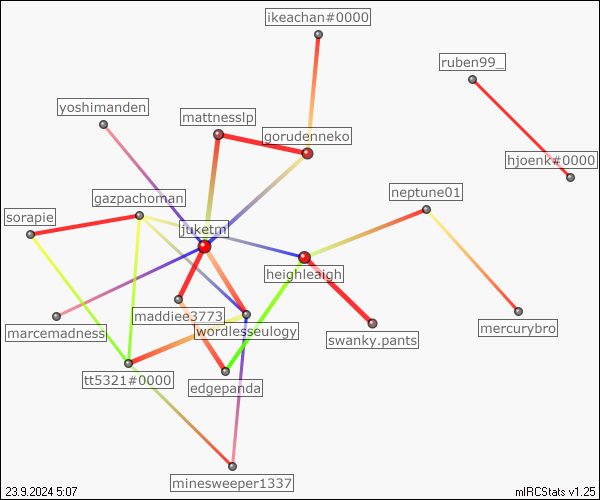 ikeachan#0000
ruben99_
yoshimanden
mattnesslp
gorudenneko
hjoenk#0000
neptune01
gazpachoman
sorapie
juketm
heighleaigh
marcemadness
maddiee3773
wordlesseulogy
mercurybro
swanky.pants
tt5321#0000
edgepanda
minesweeper1337
23.9.2024 5:07
mIRCStats v1.25